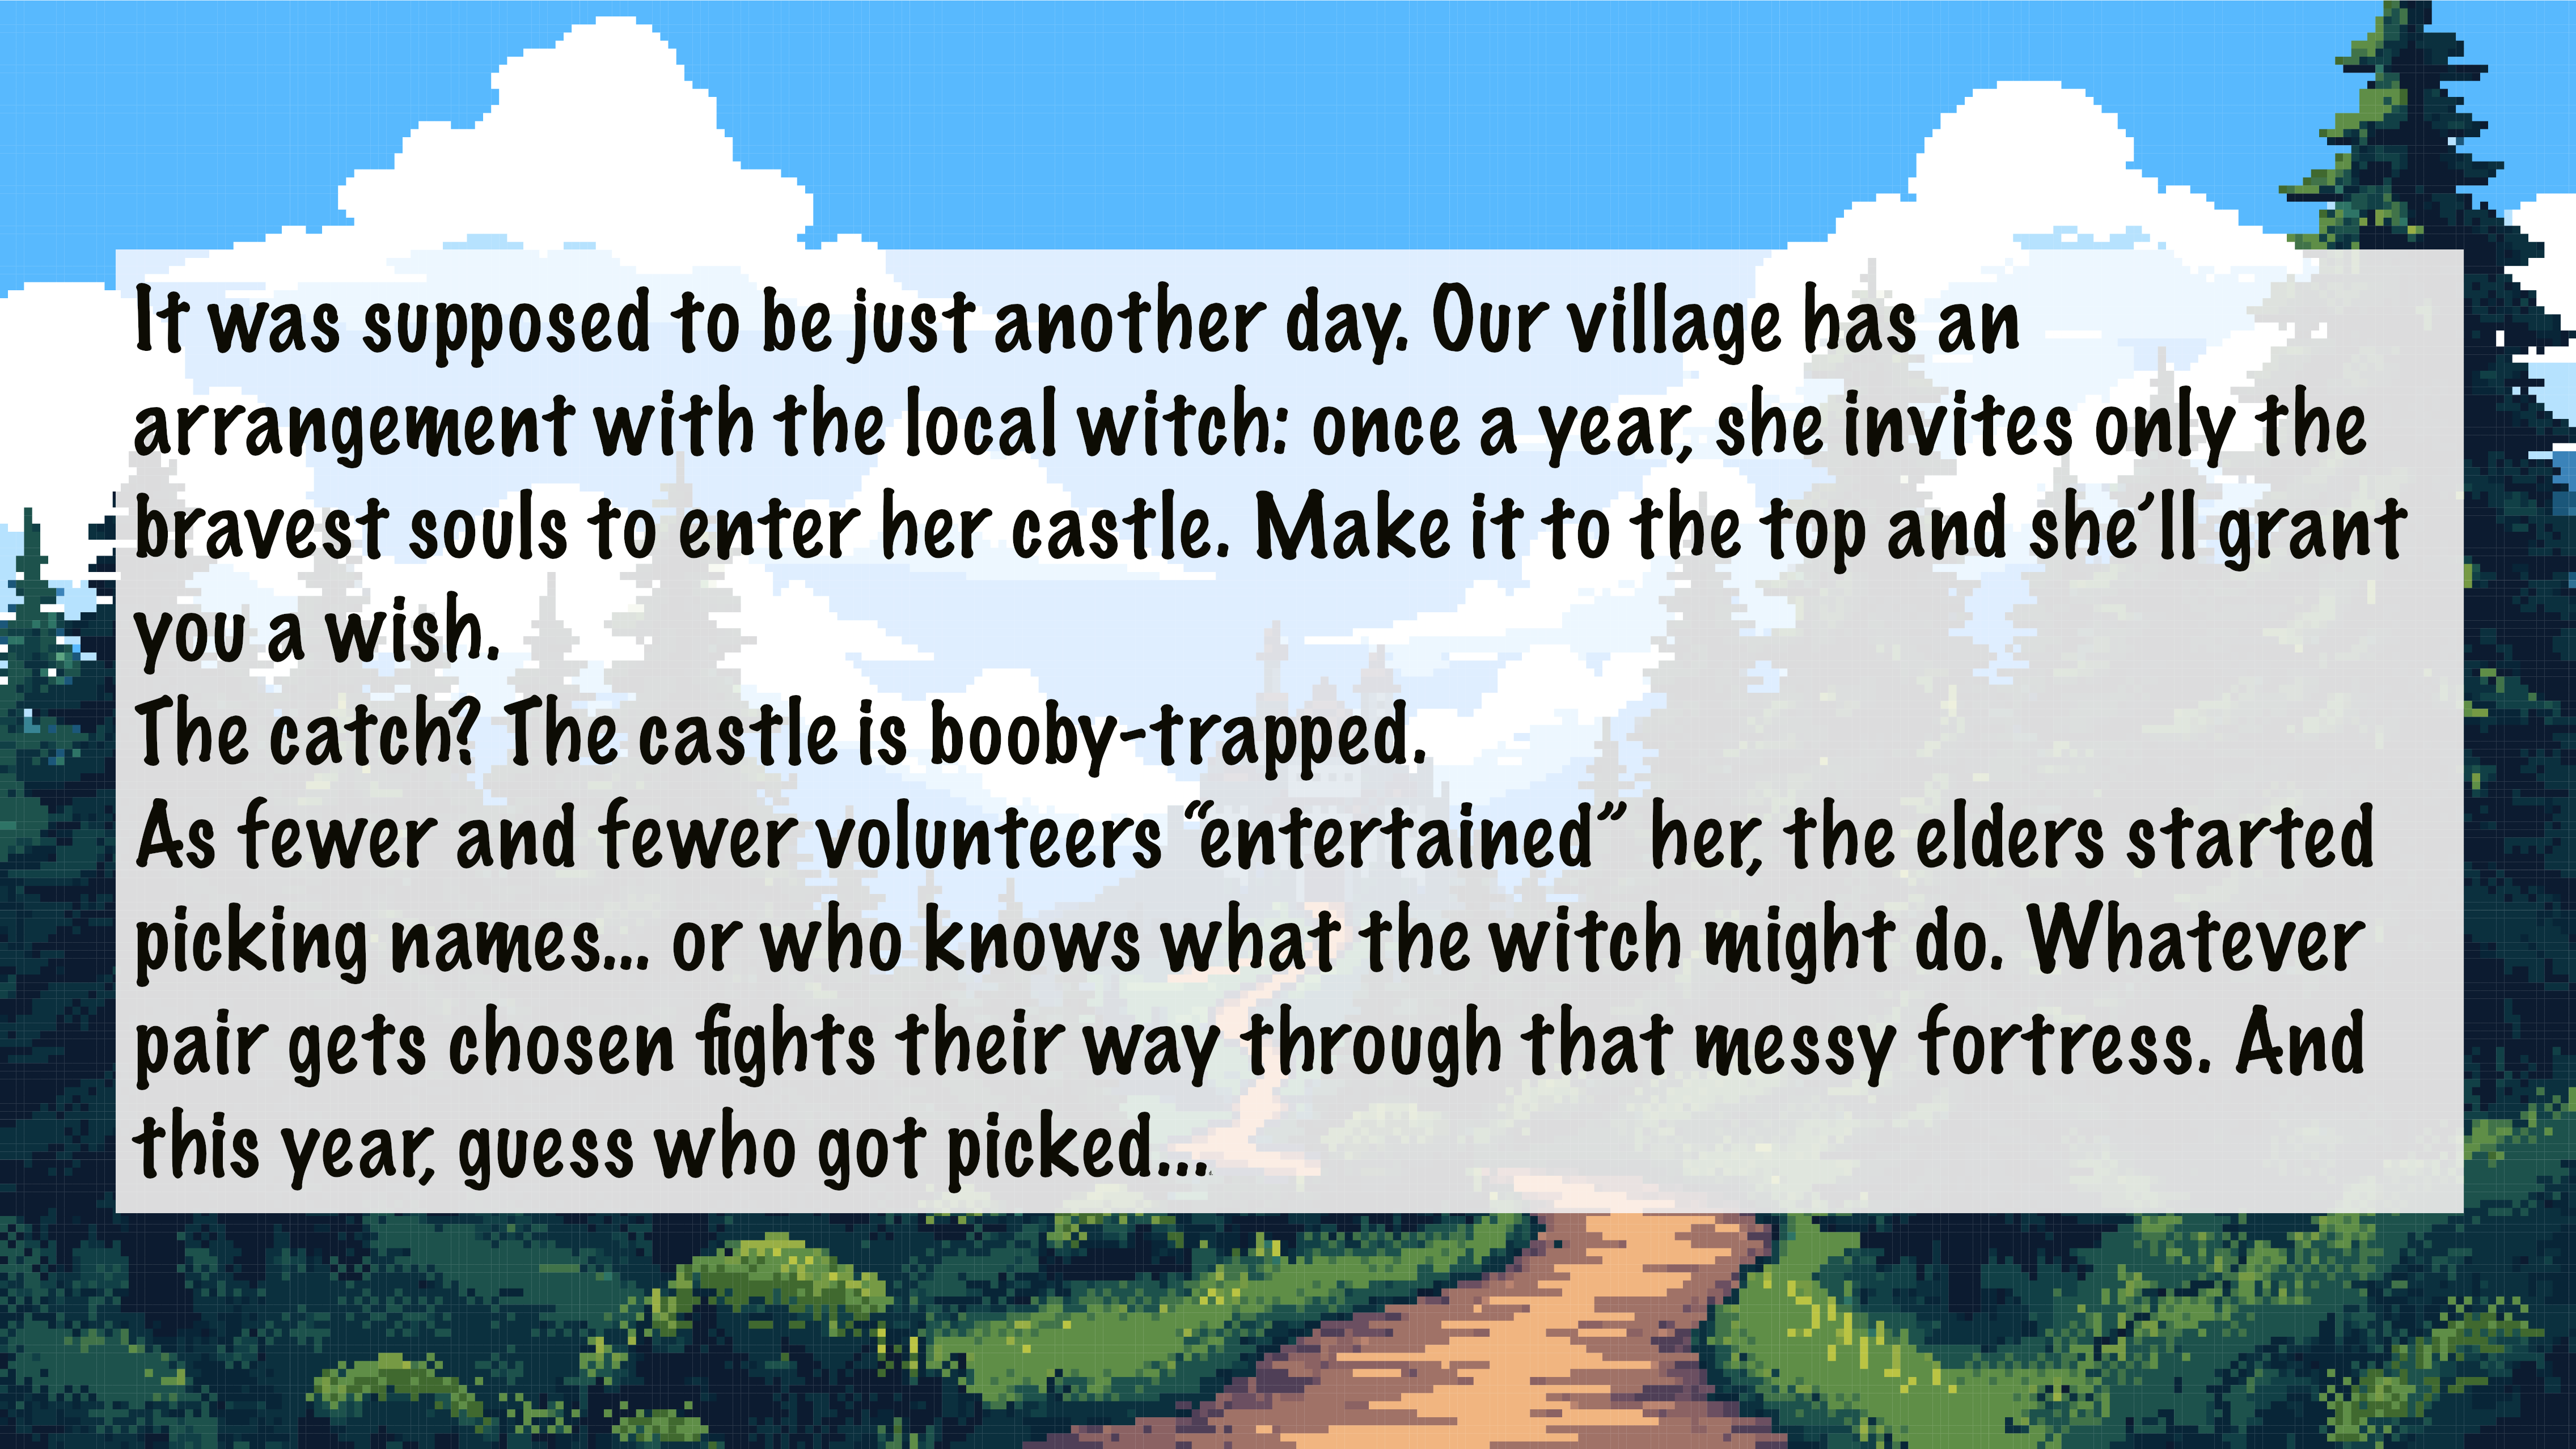 It was supposed to be just another day. Our village has an
arrangement with the local witch: once a year, she invites only the
bravest souls to enter her castle. Make it to the top and she’ll grant
you a wish.
The catch? The castle is booby-trapped.
As fewer and fewer volunteers “entertained” her, the elders started
picking names... or who knows what the witch might do. Whatever
pair gets chosen fights their way through that messy fortress. And
this year, guess who got picked...